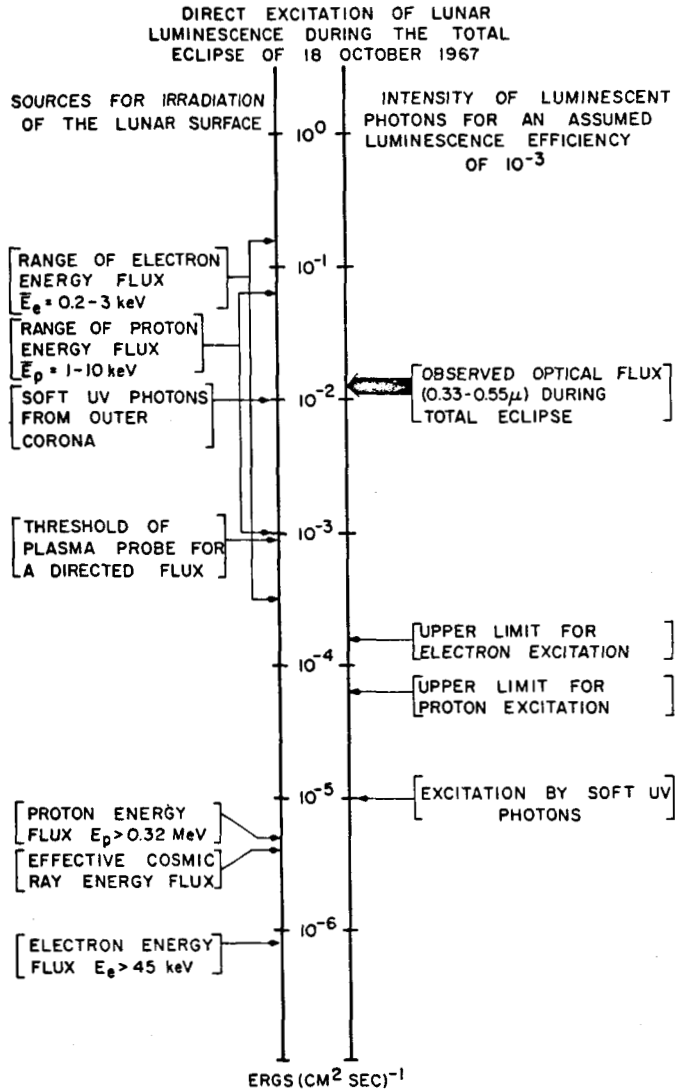 DIRECT EXCITATION OF LUNAR
LUMINESCENCE DURING THE TOTAL
ECLIPSE OF 18 OCTOBER 1967
SOURCES FOR IRRADIATION
OF THE LUNAR SURFACE
INTENSITY OF LUMINESCENT
PHOTONS FOR AN ASSUMED
LUMINESCENCE EFFICIENCY
OF 10⁻³
10⁰
10⁻¹
10⁻²
10⁻³
10⁻⁴
10⁻⁵
10⁻⁶
RANGE OF ELECTRON
ENERGY FLUX
E̅ₑ = 0.2-3 keV
RANGE OF PROTON
ENERGY FLUX
E̅ₚ = 1-10 keV
SOFT UV PHOTONS
FROM OUTER
CORONA
THRESHOLD OF
PLASMA PROBE FOR
A DIRECTED FLUX
PROTON ENERGY
FLUX Eₚ > 0.32 MeV
EFFECTIVE COSMIC
RAY ENERGY FLUX
ELECTRON ENERGY
FLUX Eₑ > 45 keV
OBSERVED OPTICAL FLUX
(0.33-0.55μ) DURING
TOTAL ECLIPSE
UPPER LIMIT FOR
ELECTRON EXCITATION
UPPER LIMIT FOR
PROTON EXCITATION
EXCITATION BY SOFT UV
PHOTONS
ERGS (CM² SEC)⁻¹